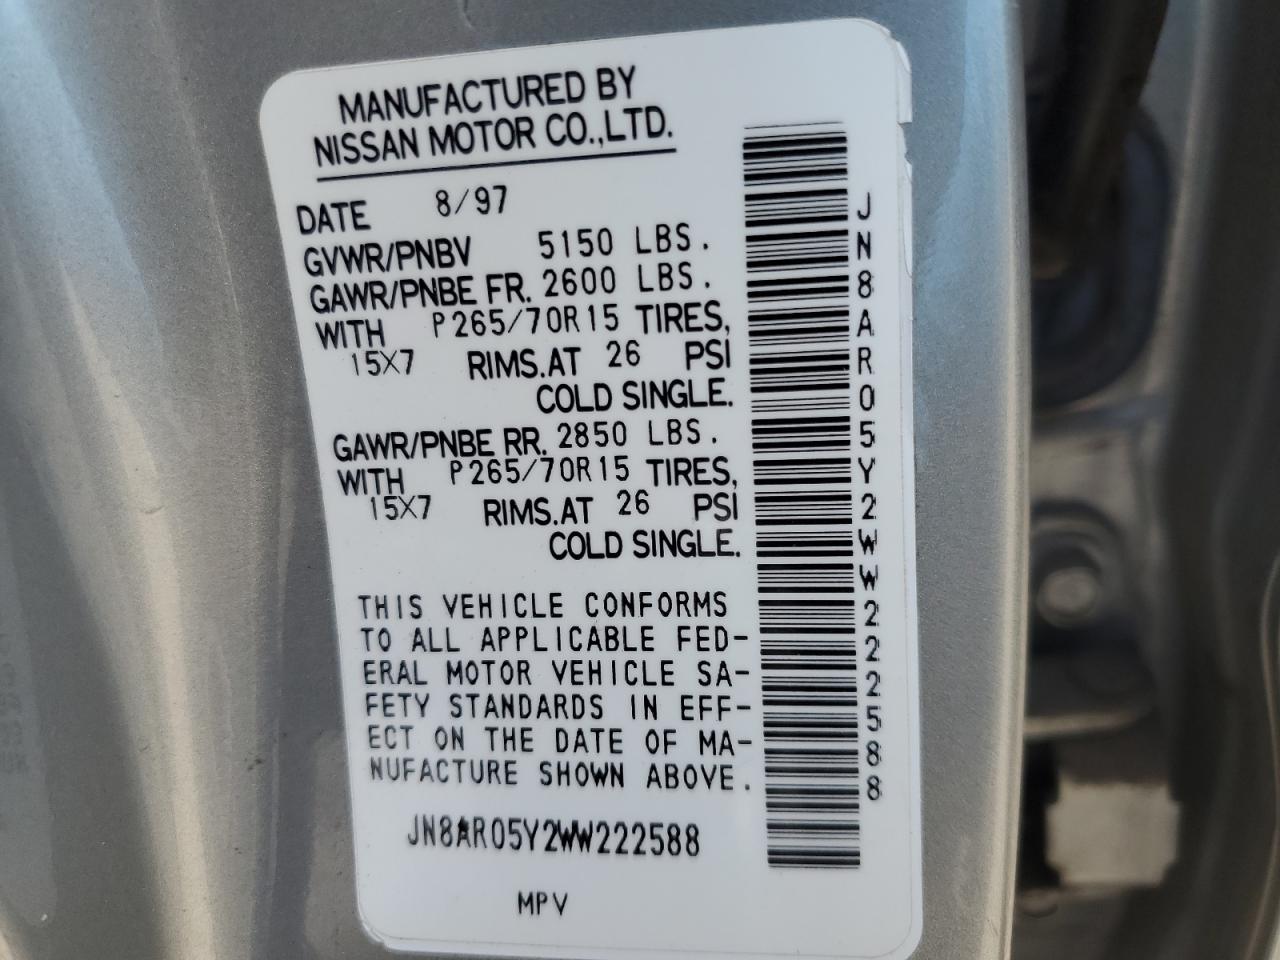 MANUFACTURED BY
NISSAN MOTOR CO.,LTD.
DATE 8/97
GVWR/PNBV 5150 LBS.
GAWR/PNBE FR. 2600 LBS.
WITH P265/70R15 TIRES,
15X7 RIMS.AT 26 PSI
COLD SINGLE.
GAWR/PNBE RR. 2850 LBS.
WITH P265/70R15 TIRES,
15X7 RIMS.AT 26 PSI
COLD SINGLE.
THIS VEHICLE CONFORMS
TO ALL APPLICABLE FED-
ERAL MOTOR VEHICLE SA-
FETY STANDARDS IN EFF-
ECT ON THE DATE OF MA-
NUFACTURE SHOWN ABOVE.
JN8AR05Y2WW222588
MPV
JN8AR05Y2WW222588